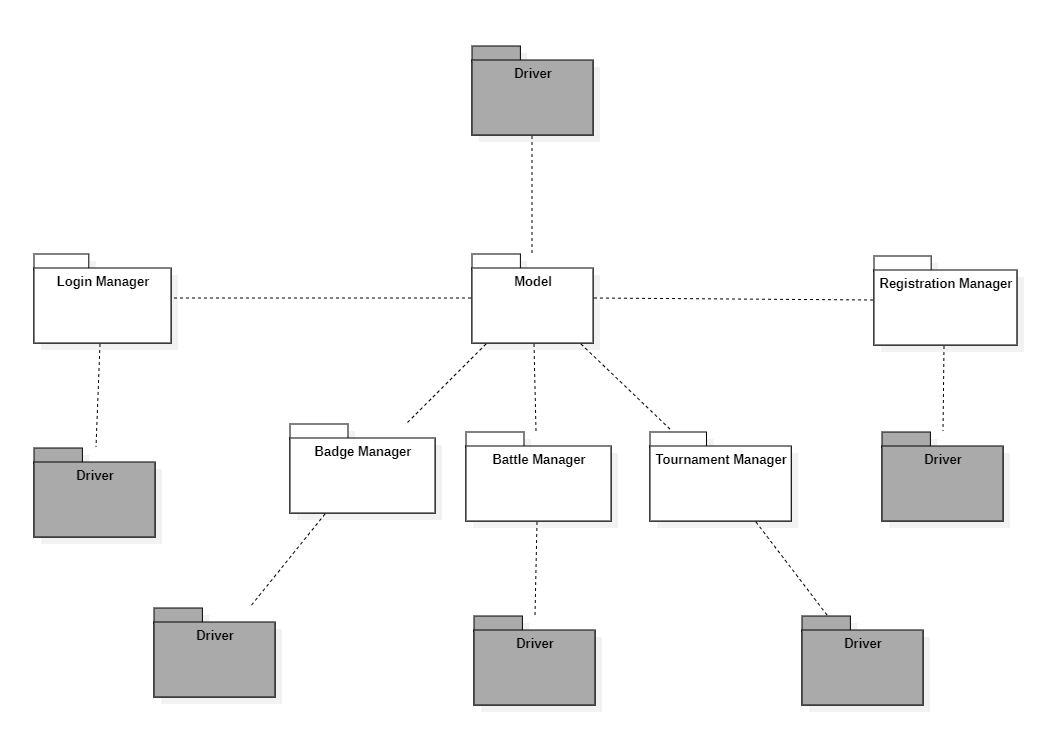 Driver
Login Manager
Model
Registration Manager
Badge Manager
Battle Manager
Tournament Manager
Driver
Driver
Driver
Driver
Driver